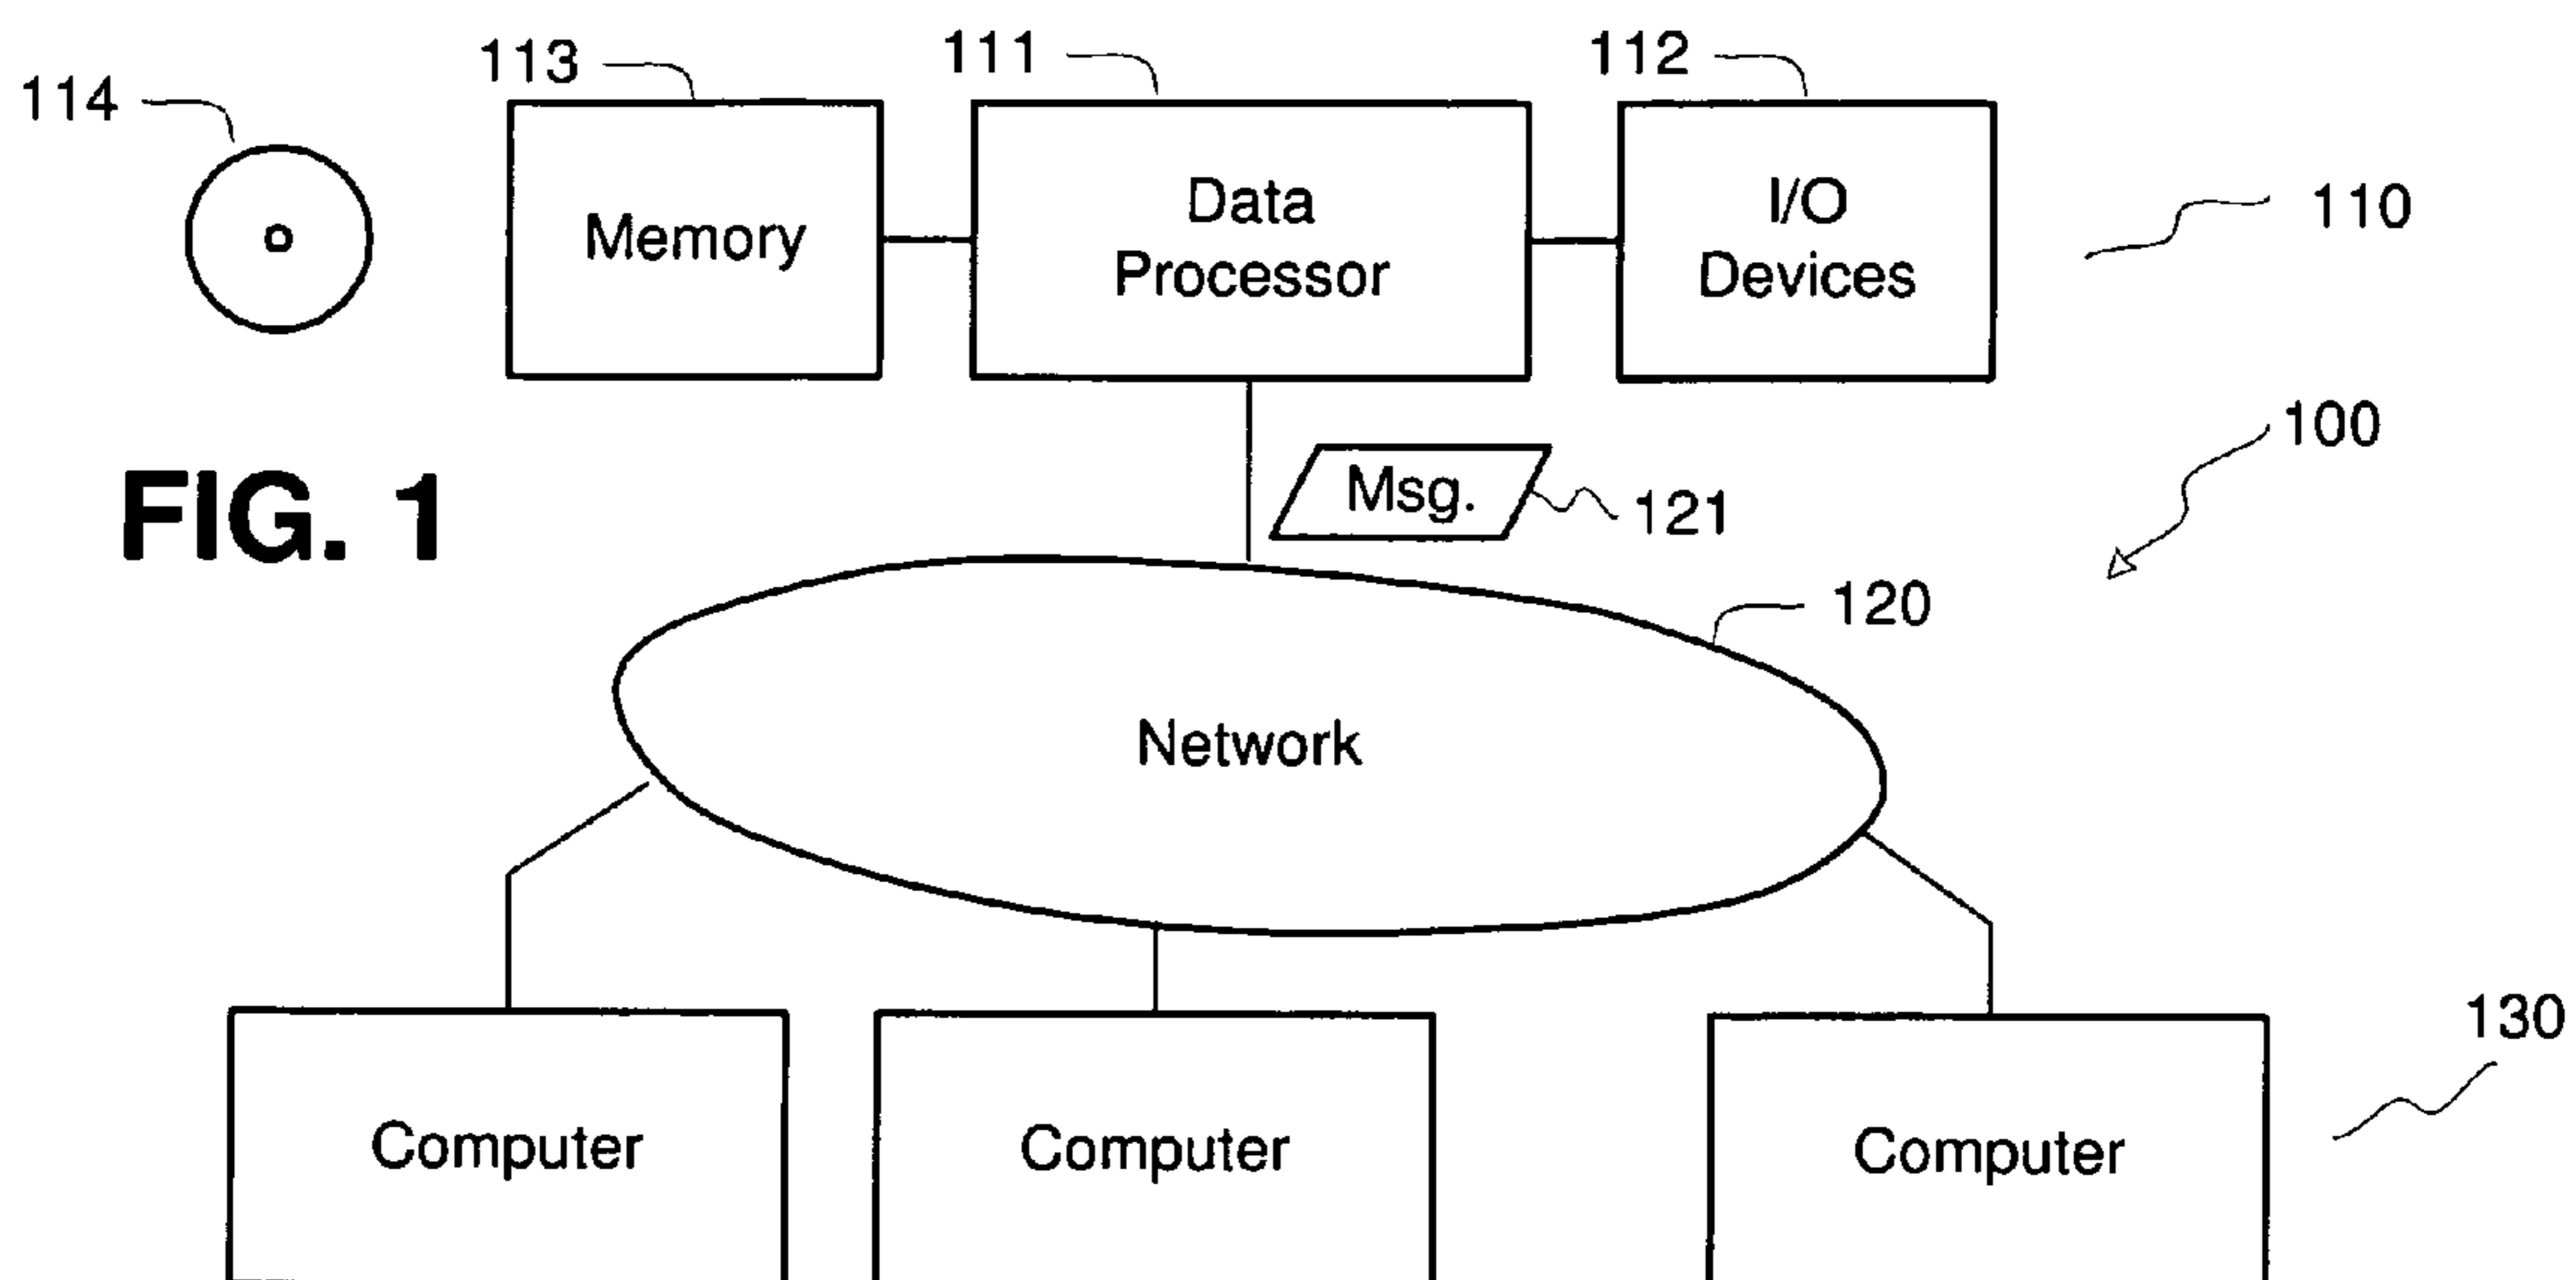 114
113
111
112
Memory
Data
Processor
I/O
Devices
110
FIG. 1
Msg.
121
100
120
Network
130
Computer
Computer
Computer